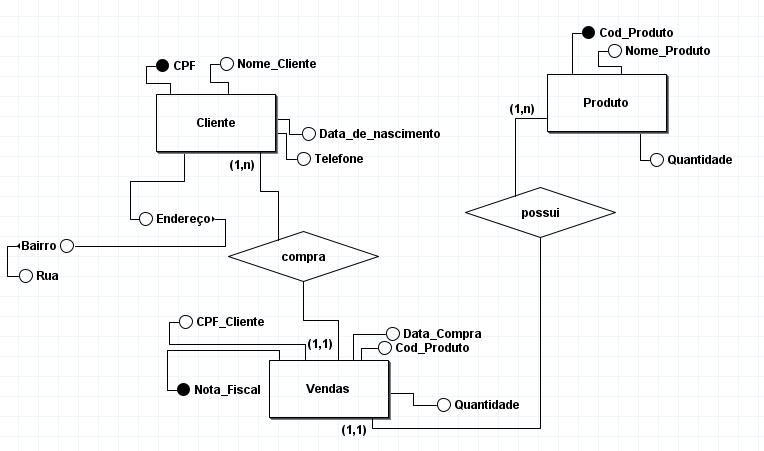 Cod_Produto
Nome_Produto
CPF
Nome_Cliente
Produto
(1,n)
Cliente
Data_de_nascimento
Telefone
Quantidade
(1,n)
possui
Endereço
Bairro
compra
Rua
CPF_Cliente
Data_Compra
(1,1)
Cod_Produto
Nota_Fiscal
Vendas
Quantidade
(1,1)